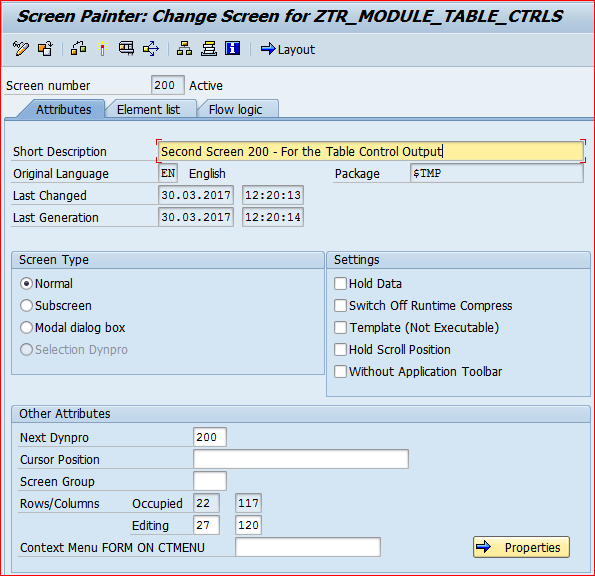 Screen Painter: Change Screen for ZTR_MODULE_TABLE_CTRLS
Layout
Screen number 200 Active
Attributes Element list Flow logic
Short Description Second Screen 200 - For the Table Control Output
Original Language EN English Package $TMP
Last Changed 30.03.2017 12:20:13
Last Generation 30.03.2017 12:20:14
Screen Type Settings
Normal Hold Data
Subscreen Switch Off Runtime Compress
Modal dialog box Template (Not Executable)
Selection Dynpro Hold Scroll Position
Without Application Toolbar
Other Attributes
Next Dynpro 200
Cursor Position
Screen Group
Rows/Columns Occupied 22 117
Editing 27 120
Context Menu FORM ON CTMENU Properties